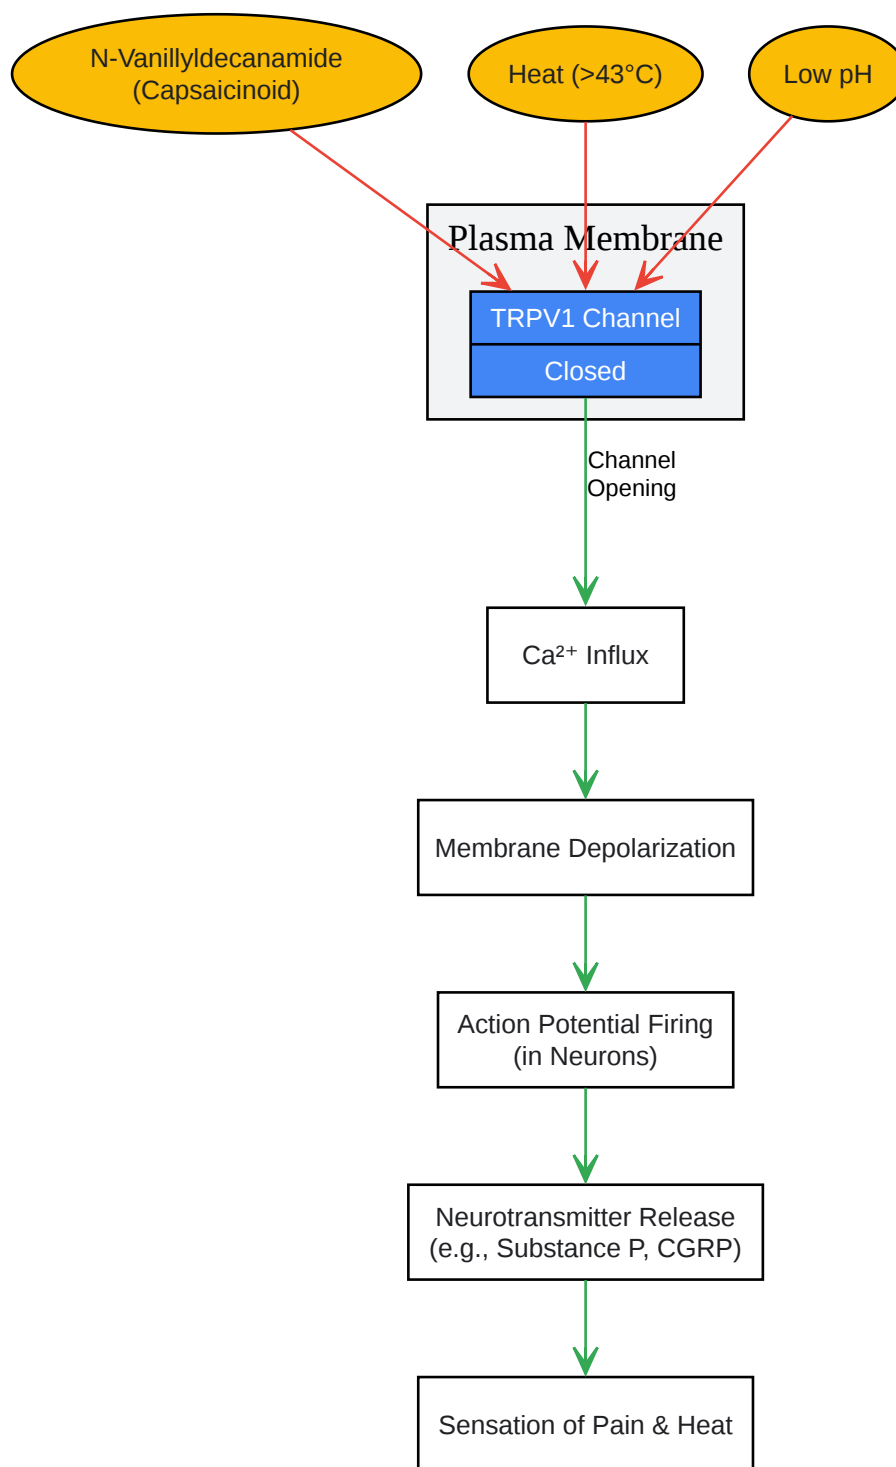 N-Vanillyldecanamide
(Capsaicinoid)
Heat (>43°C)
Low pH
Plasma Membrane
TRPV1 Channel
Closed
Channel
Opening
Ca²⁺ Influx
Membrane Depolarization
Action Potential Firing
(in Neurons)
Neurotransmitter Release
(e.g., Substance P, CGRP)
Sensation of Pain & Heat